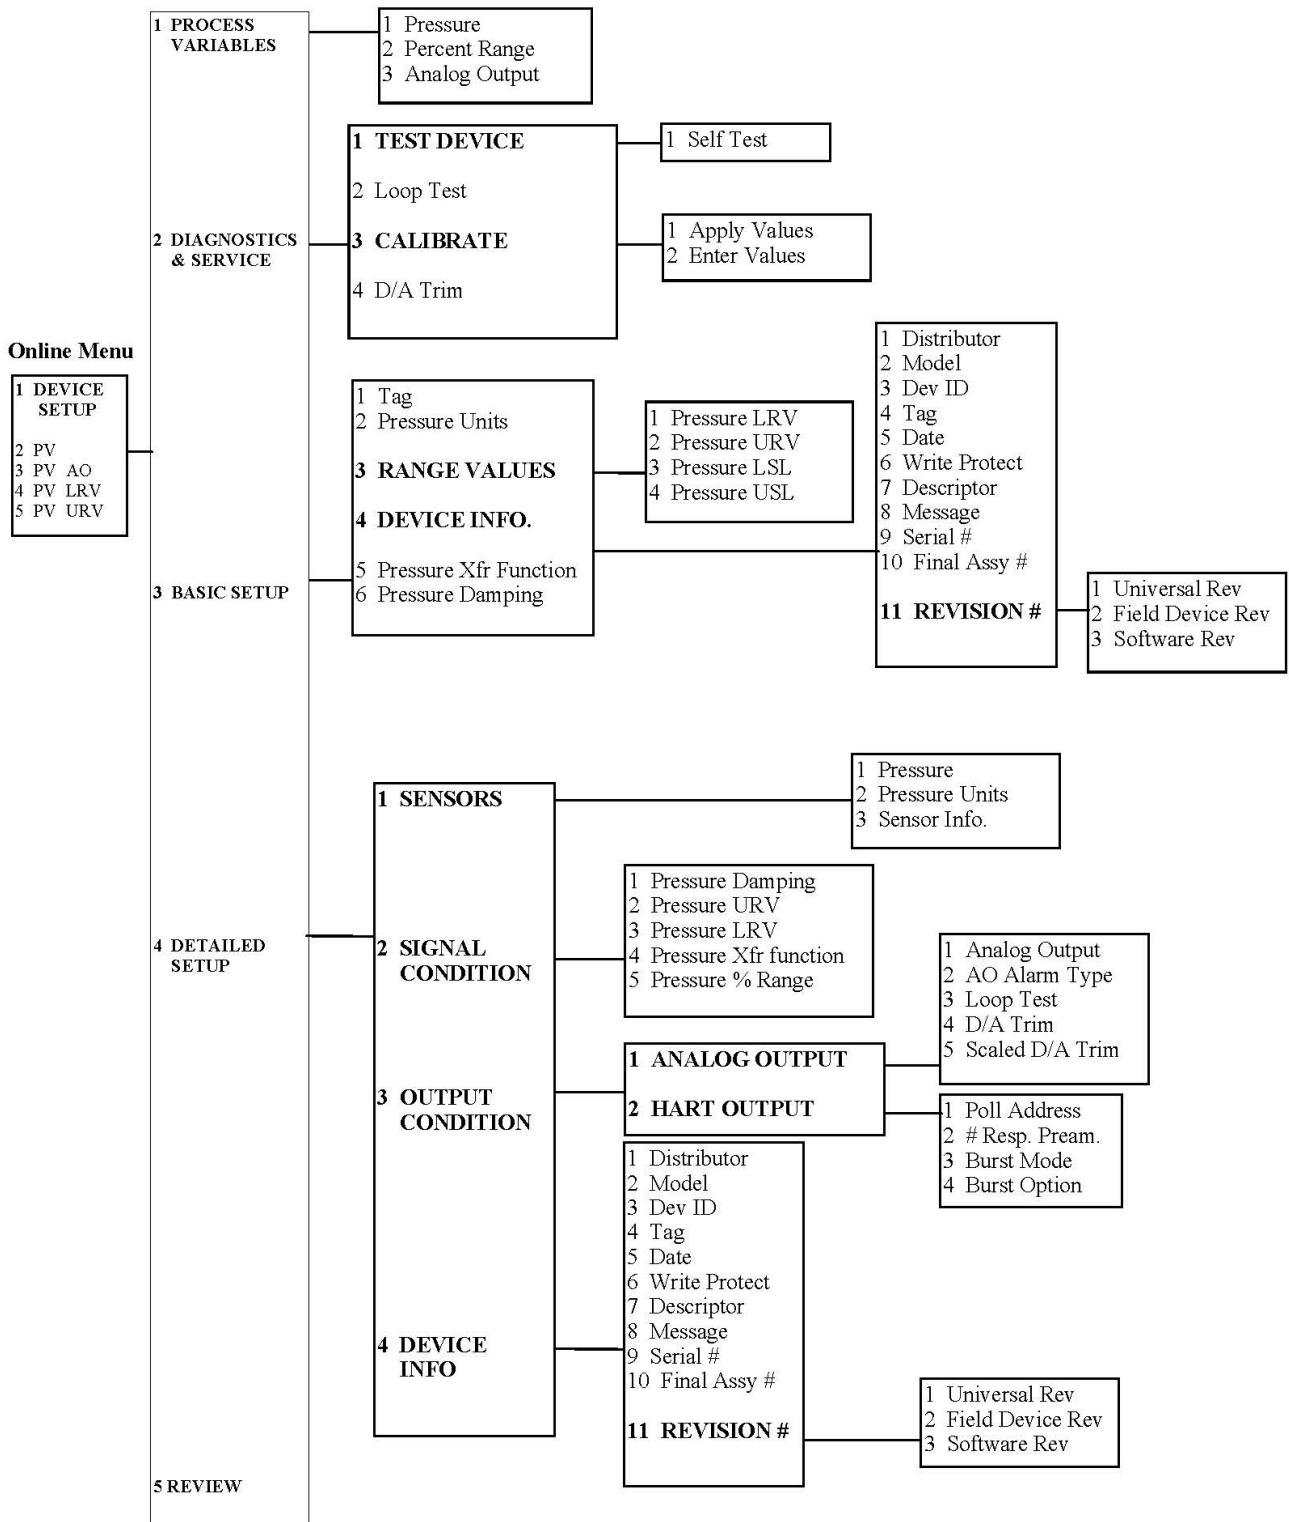 Online Menu
1 DEVICE
SETUP
2 PV
3 PV AO
4 PV LRV
5 PV URV
1 PROCESS
VARIABLES
1 Pressure
2 Percent Range
3 Analog Output
2 DIAGNOSTICS
& SERVICE
1 TEST DEVICE
2 Loop Test
3 CALIBRATE
4 D/A Trim
1 Self Test
1 Apply Values
2 Enter Values
3 BASIC SETUP
1 Tag
2 Pressure Units
3 RANGE VALUES
4 DEVICE INFO.
5 Pressure Xfr Function
6 Pressure Damping
1 Pressure LRV
2 Pressure URV
3 Pressure LSL
4 Pressure USL
1 Distributor
2 Model
3 Dev ID
4 Tag
5 Date
6 Write Protect
7 Descriptor
8 Message
9 Serial #
10 Final Assy #
11 REVISION #
1 Universal Rev
2 Field Device Rev
3 Software Rev
4 DETAILED
SETUP
1 SENSORS
2 SIGNAL
CONDITION
3 OUTPUT
CONDITION
4 DEVICE
INFO
1 Pressure
2 Pressure Units
3 Sensor Info.
1 Pressure Damping
2 Pressure URV
3 Pressure LRV
4 Pressure Xfr function
5 Pressure % Range
1 ANALOG OUTPUT
2 HART OUTPUT
1 Analog Output
2 AO Alarm Type
3 Loop Test
4 D/A Trim
5 Scaled D/A Trim
1 Poll Address
2 # Resp. Pream.
3 Burst Mode
4 Burst Option
1 Distributor
2 Model
3 Dev ID
4 Tag
5 Date
6 Write Protect
7 Descriptor
8 Message
9 Serial #
10 Final Assy #
11 REVISION #
1 Universal Rev
2 Field Device Rev
3 Software Rev
5 REVIEW